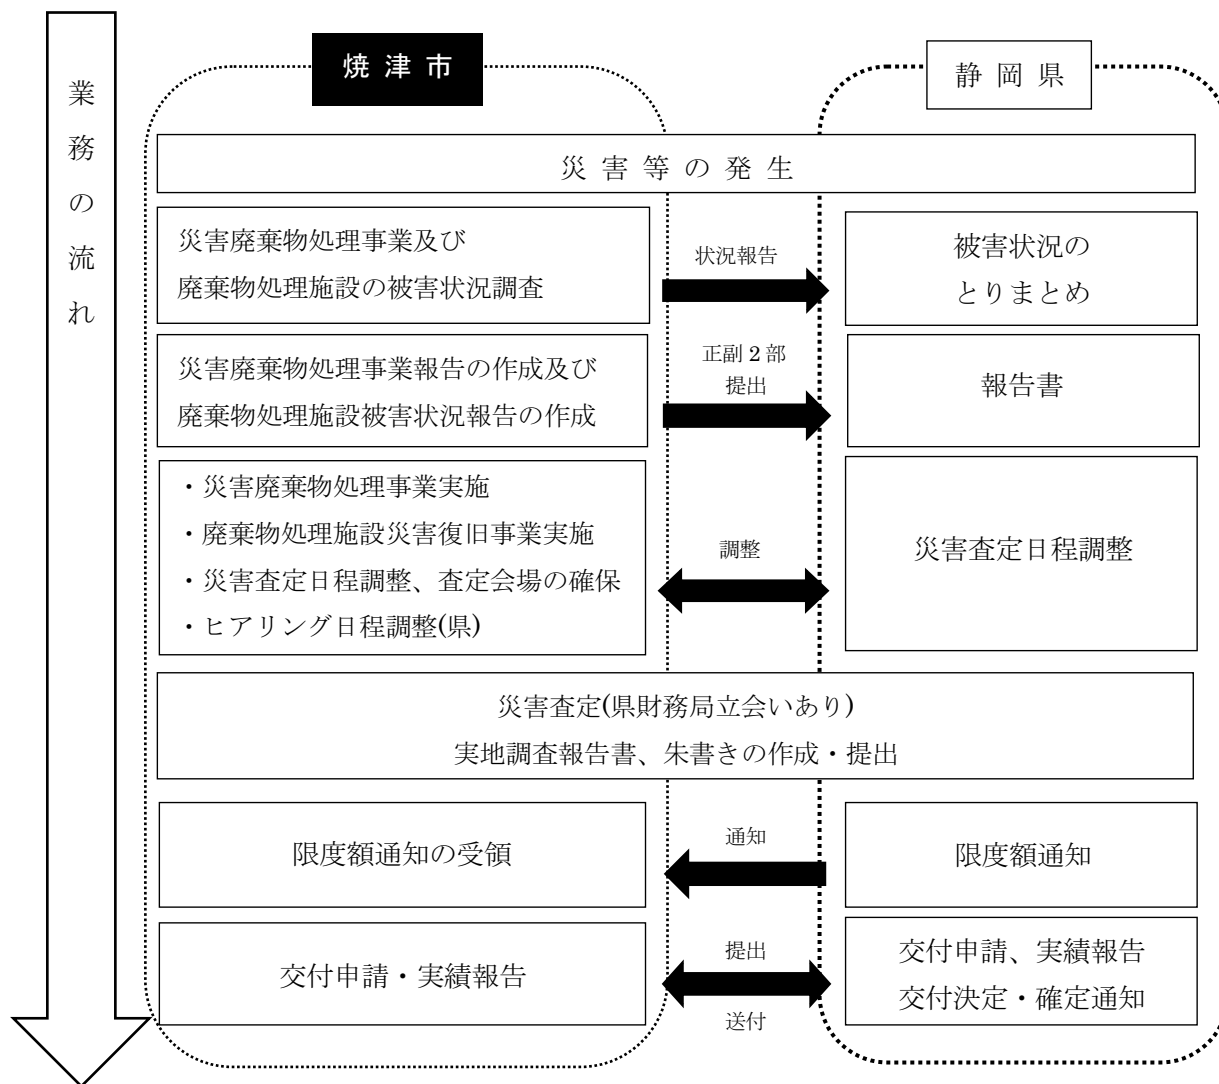 業務の流れ
焼津市
静岡県
災害等の発生
災害廃棄物処理事業及び
廃棄物処理施設の被害状況調査
状況報告
被害状況の
とりまとめ
災害廃棄物処理事業報告の作成及び
廃棄物処理施設被害状況報告の作成
正副 2 部
提出
報告書
・災害廃棄物処理事業実施
・廃棄物処理施設災害復旧事業実施
・災害査定日程調整、査定会場の確保
・ヒアリング日程調整(県)
調整
災害査定日程調整
災害査定(県財務局立会いあり)
実地調査報告書、朱書きの作成・提出
限度額通知の受領
通知
限度額通知
交付申請・実績報告
提出
送付
交付申請、実績報告
交付決定・確定通知